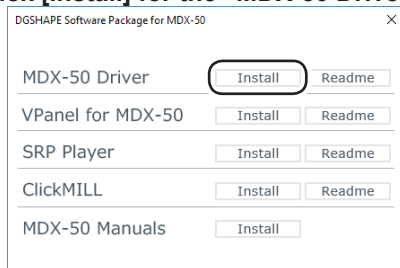 DGSHAPE Software Package for MDX-50
MDX-50 Driver Install Readme
VPanel for MDX-50 Install Readme
SRP Player Install Readme
ClickMILL Install Readme
MDX-50 Manuals Install